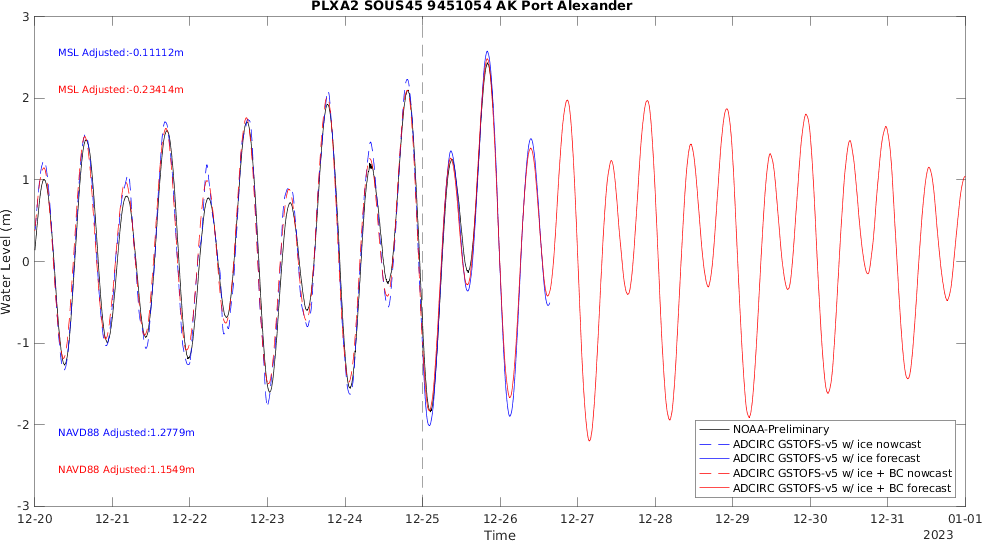 PLXA2 SOUS45 9451054 AK Port Alexander
3
MSL Adjusted:-0.11112m
MSL Adjusted:-0.23414m
2
1
0
-1
-2
-3
Water Level (m)
NAVD88 Adjusted:1.2779m
NAVD88 Adjusted:1.1549m
NOAA-Preliminary
ADCIRC GSTOFS-v5 w/ ice nowcast
ADCIRC GSTOFS-v5 w/ ice forecast
ADCIRC GSTOFS-v5 w/ ice + BC nowcast
ADCIRC GSTOFS-v5 w/ ice + BC forecast
12-20 12-21 12-22 12-23 12-24 12-25 12-26 12-27 12-28 12-29 12-30 12-31 01-01
Time
2023